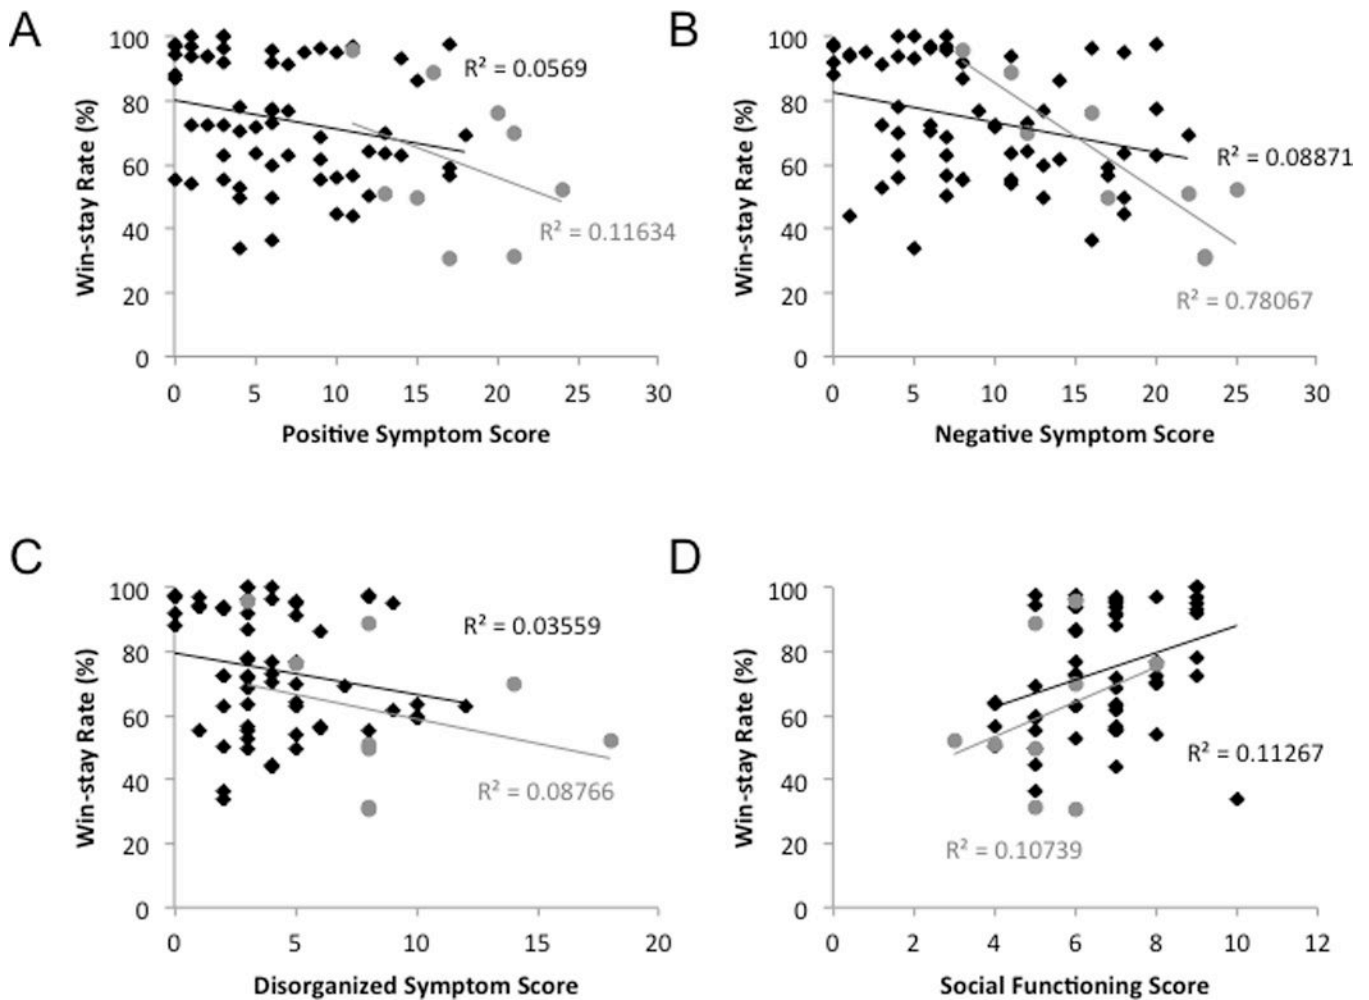 A
Win-stay Rate (%)
100
80
60
40
20
0
R² = 0.0569
R² = 0.11634
0 5 10 15 20 25 30
Positive Symptom Score
B
Win-stay Rate (%)
100
80
60
40
20
0
R² = 0.08871
R² = 0.78067
0 5 10 15 20 25 30
Negative Symptom Score
C
Win-stay Rate (%)
100
80
60
40
20
0
R² = 0.03559
R² = 0.08766
0 5 10 15 20
Disorganized Symptom Score
D
Win-stay Rate (%)
100
80
60
40
20
0
R² = 0.11267
R² = 0.10739
0 2 4 6 8 10 12
Social Functioning Score